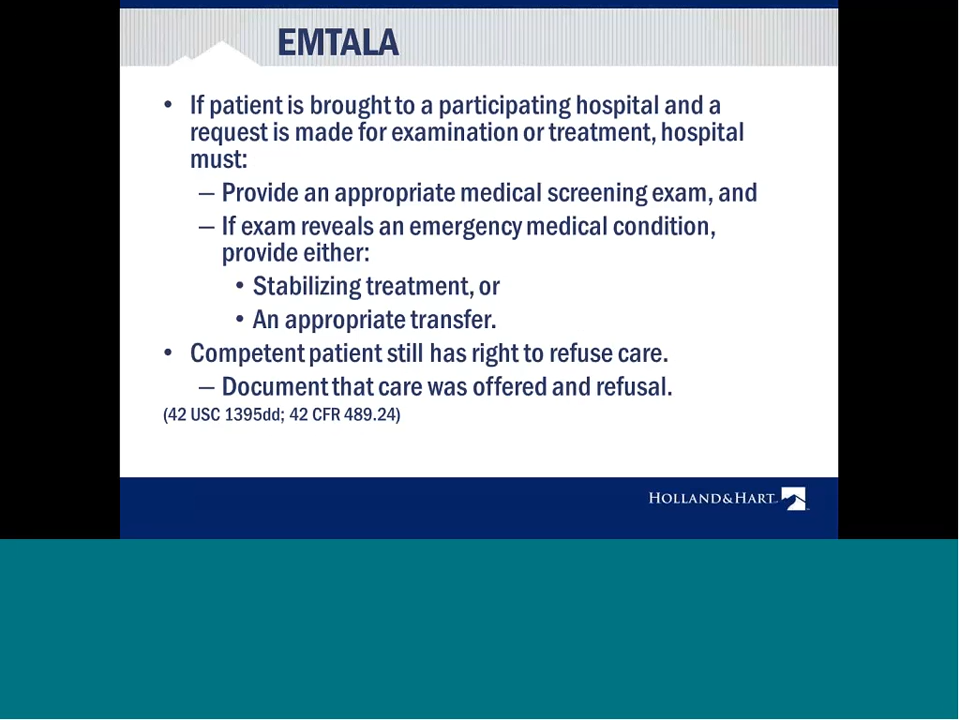 EMTALA
• If patient is brought to a participating hospital and a
request is made for examination or treatment, hospital
must:
– Provide an appropriate medical screening exam, and
– If exam reveals an emergency medical condition,
provide either:
• Stabilizing treatment, or
• An appropriate transfer.
• Competent patient still has right to refuse care.
– Document that care was offered and refusal.
(42 USC 1395dd; 42 CFR 489.24)
HOLLAND&HART